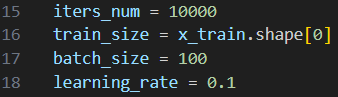 15 iters_num = 10000
16 train_size = x_train.shape[0]
17 batch_size = 100
18 learning_rate = 0.1